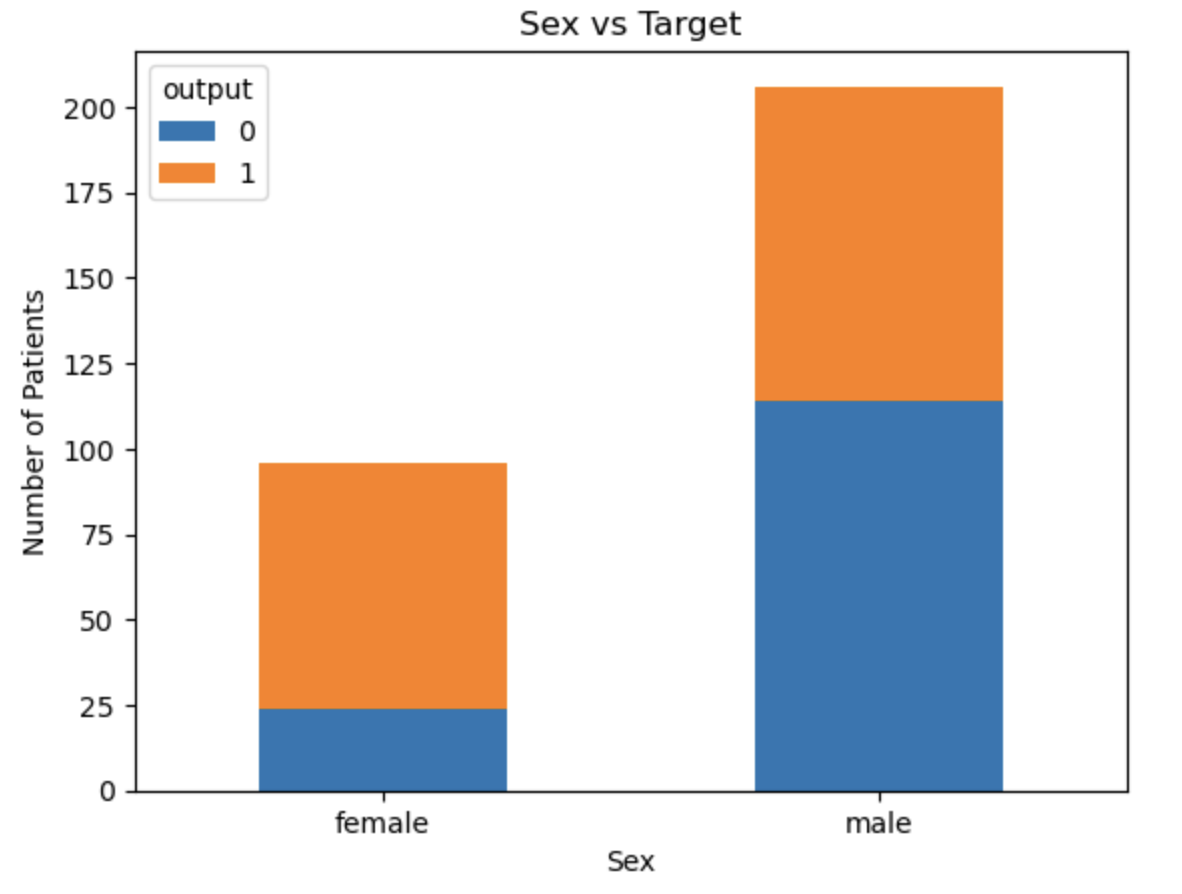 Sex vs Target
output
0
1
200
175
150
125
100
75
50
25
0
Number of Patients
female
male
Sex